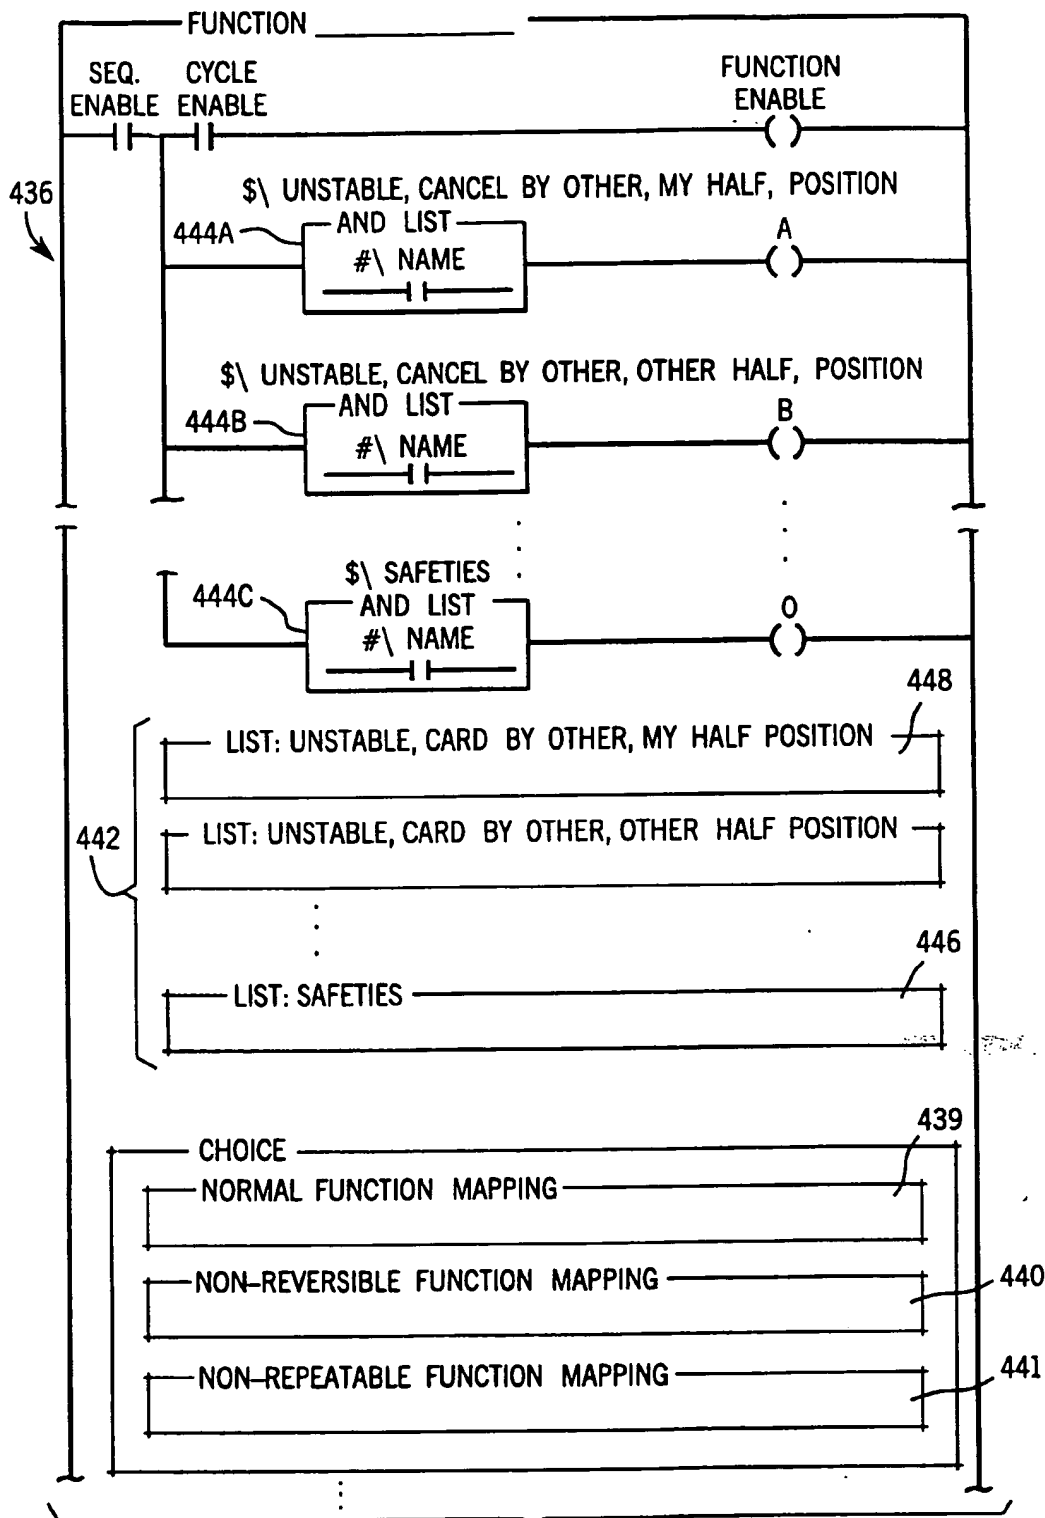 FUNCTION
SEQ. ENABLE
CYCLE ENABLE
FUNCTION ENABLE
436
$\ UNSTABLE, CANCEL BY OTHER, MY HALF, POSITION
444A
AND LIST
A
#\ NAME
$\ UNSTABLE, CANCEL BY OTHER, OTHER HALF, POSITION
444B
AND LIST
B
#\ NAME
$\ SAFETIES
444C
AND LIST
O
#\ NAME
448
LIST: UNSTABLE, CARD BY OTHER, MY HALF POSITION
442
LIST: UNSTABLE, CARD BY OTHER, OTHER HALF POSITION
446
LIST: SAFETIES
439
CHOICE
NORMAL FUNCTION MAPPING
NON-REVERSIBLE FUNCTION MAPPING
440
NON-REPEATABLE FUNCTION MAPPING
441